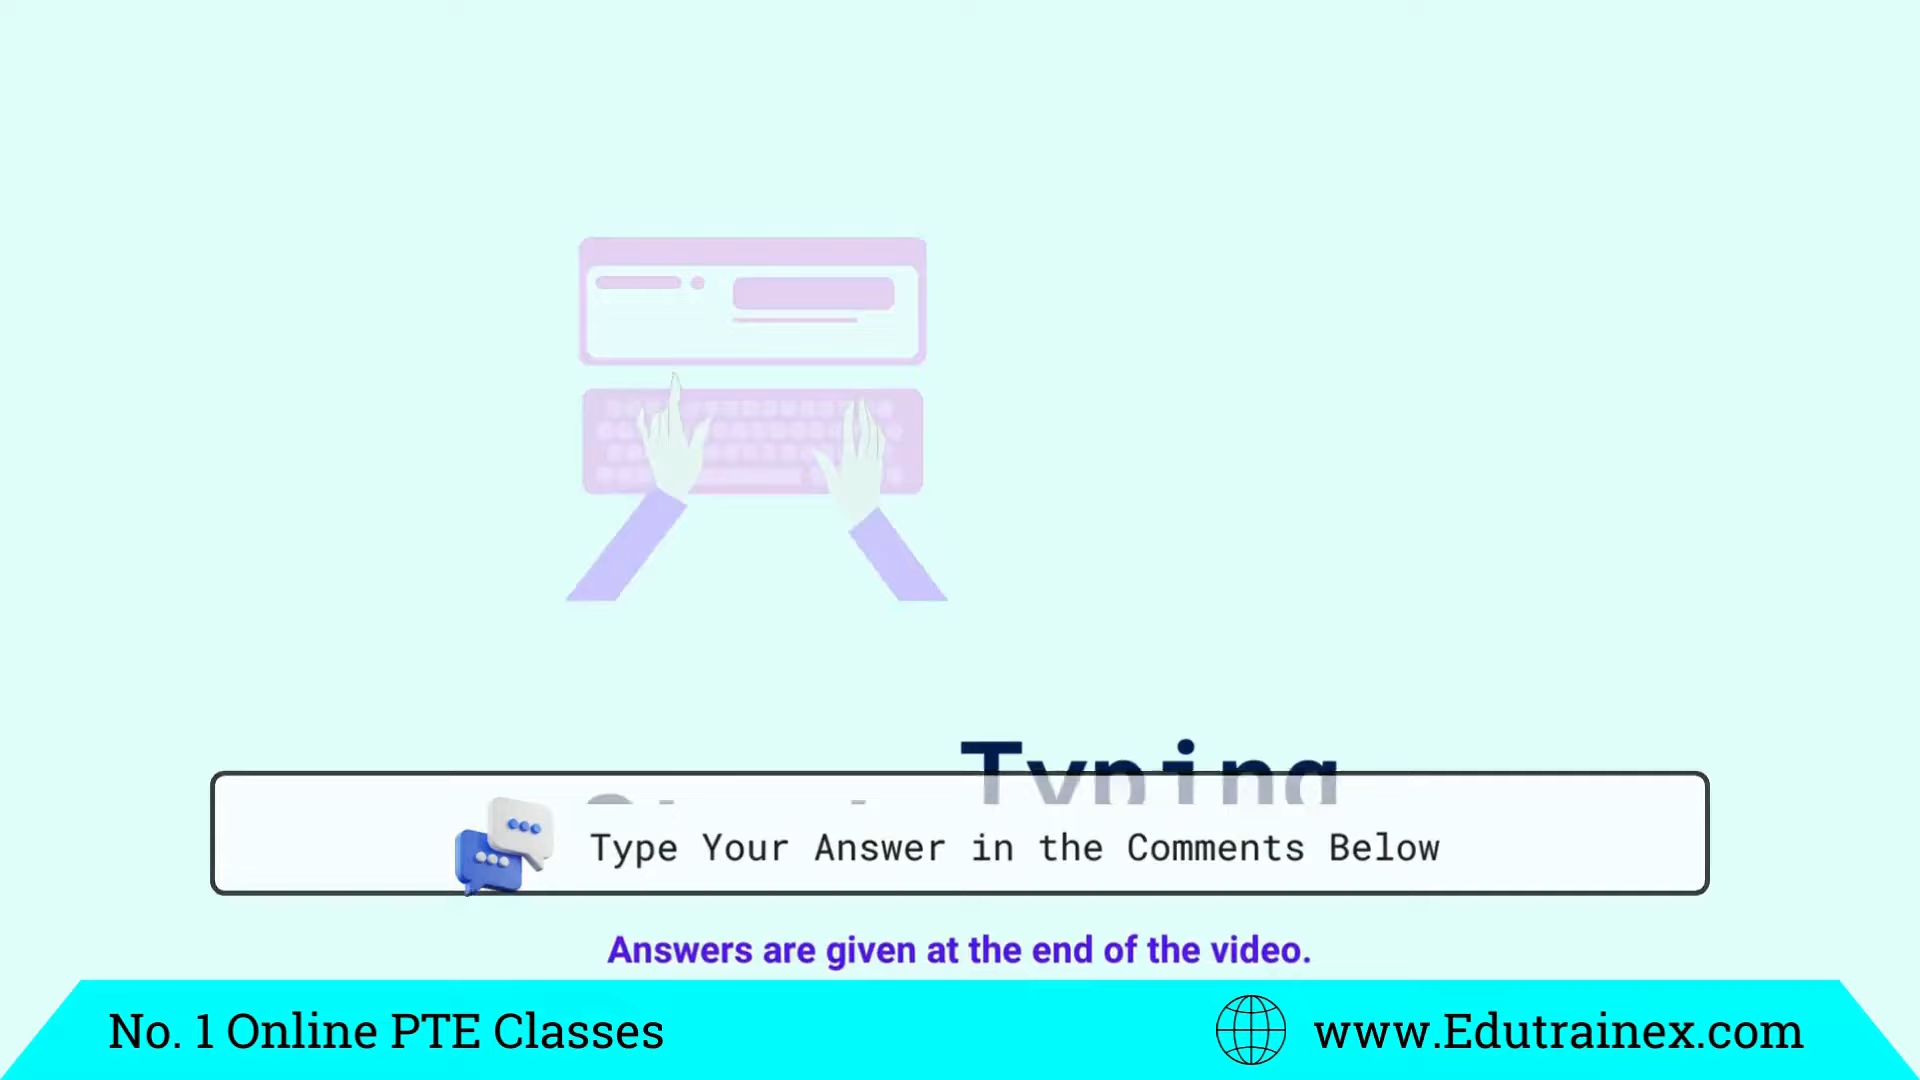 Typing
Type Your Answer in the Comments Below
Answers are given at the end of the video.
No. 1 Online PTE Classes
www.Edutrainex.com